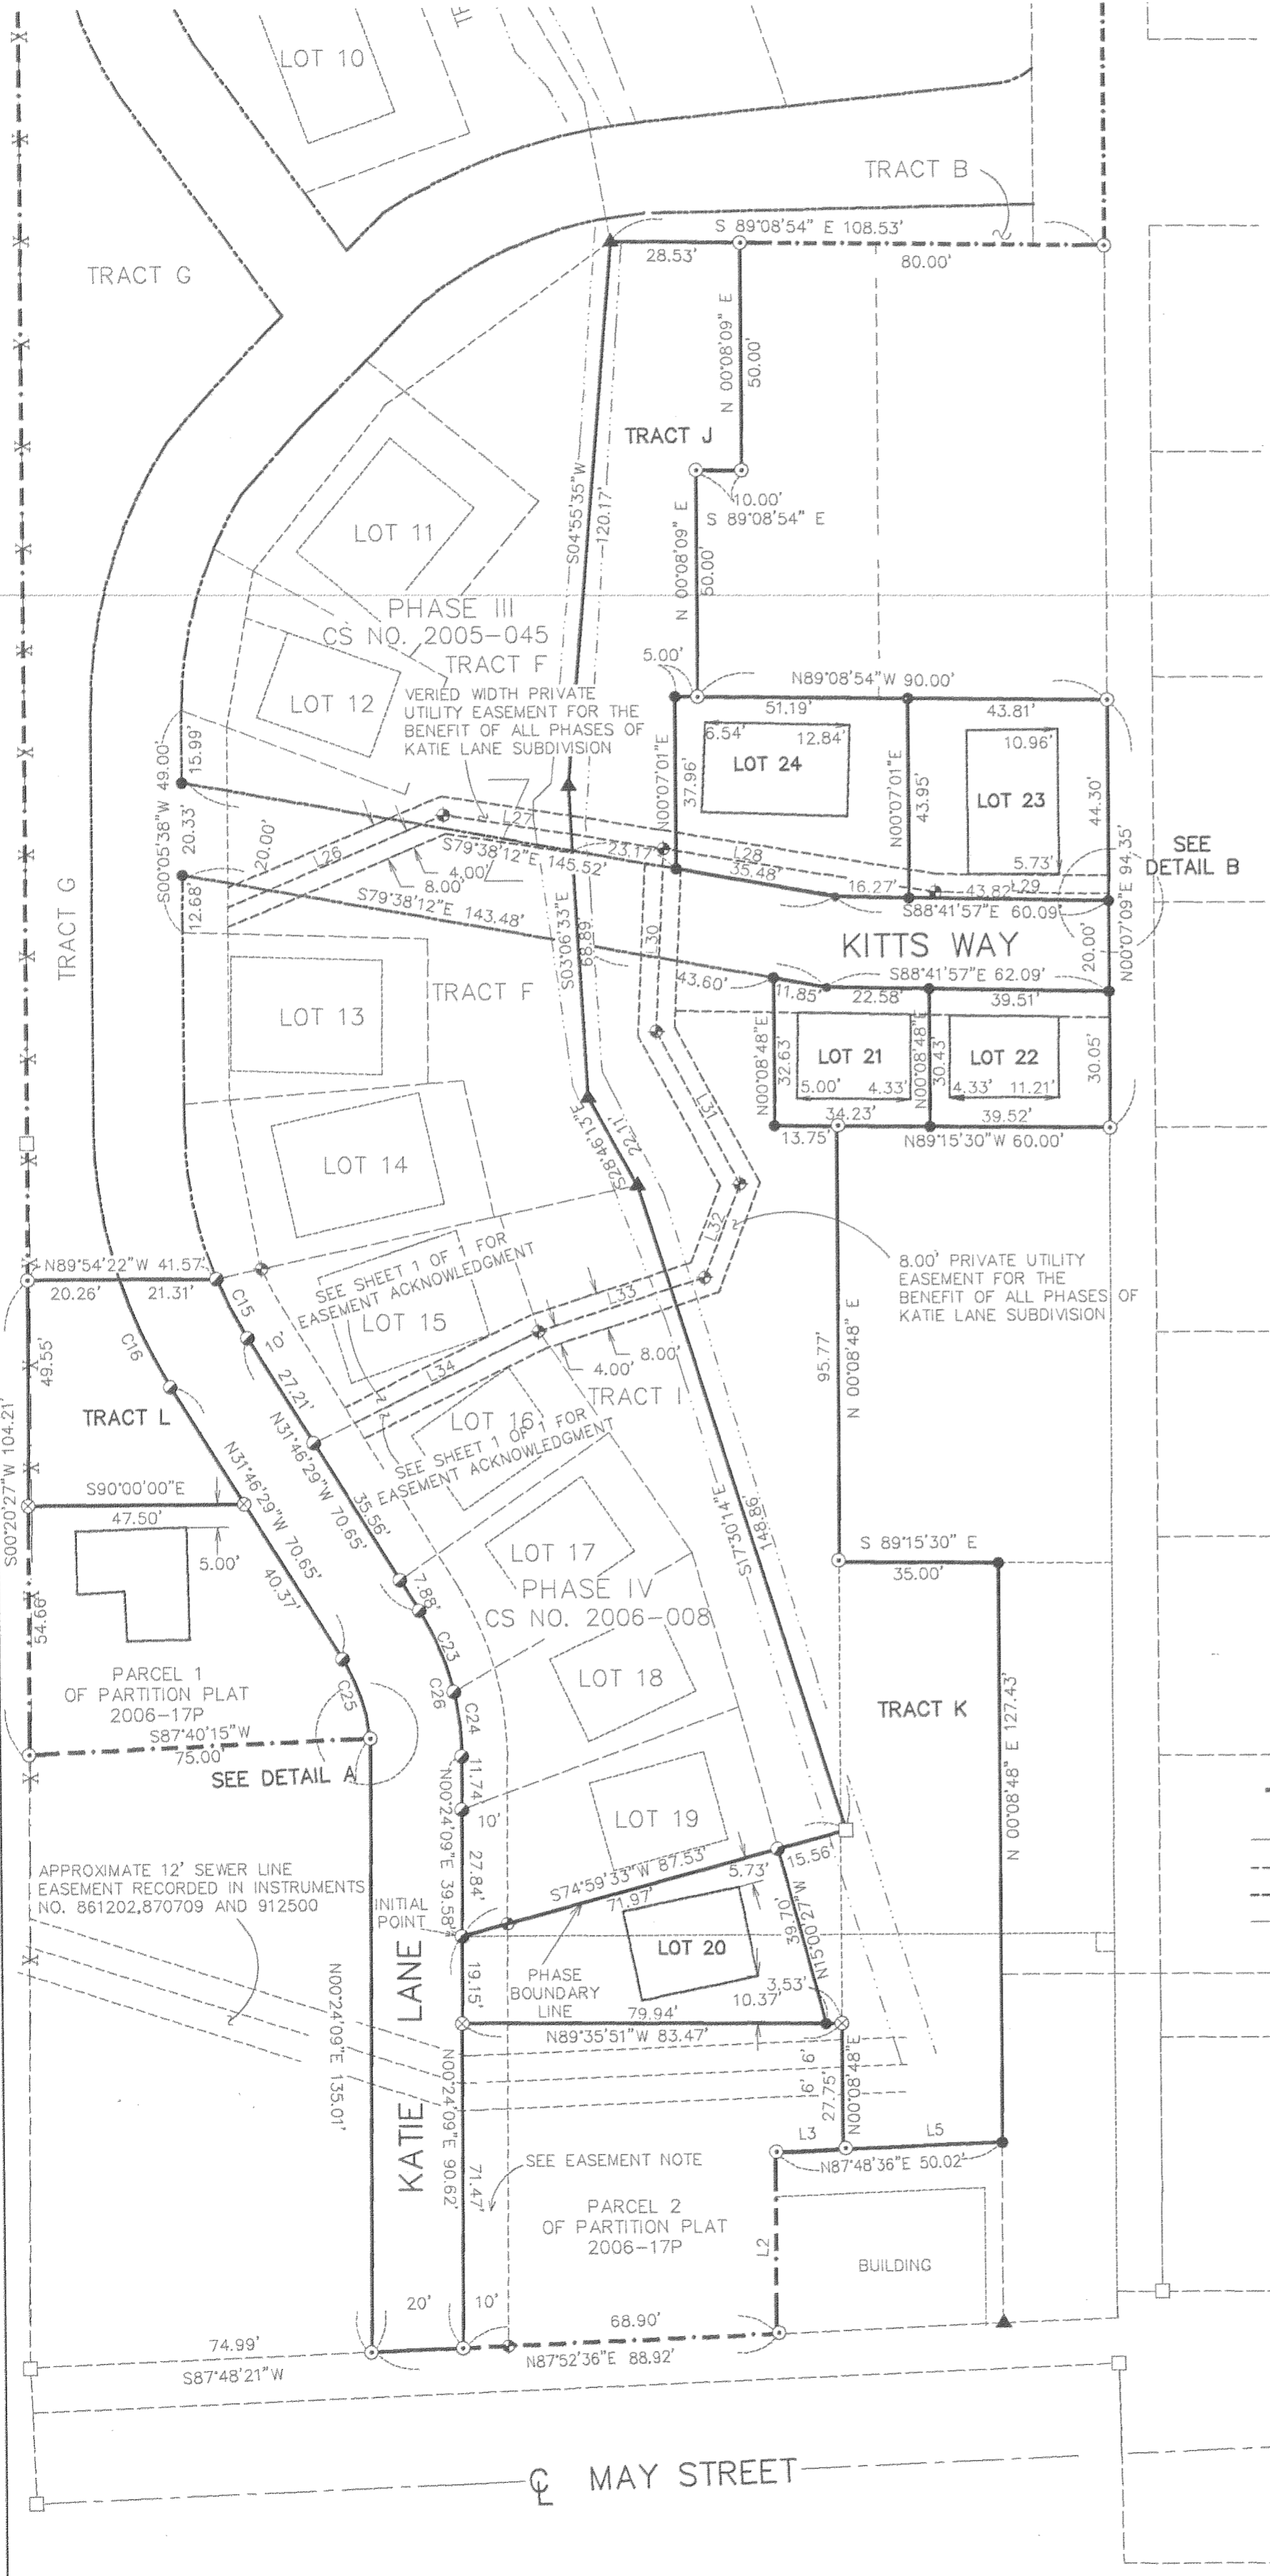 LOT 10
TRACT B
S 89°08'54" E 108.53'
28.53'
80.00'
TRACT G
N 00°08'09" E
50.00'
TRACT J
10.00'
S 89°08'54" E
S04°55'35"W
120.17'
LOT 11
N 00°08'09" E
50.00'
PHASE III
CS NO. 2005-045
TRACT F
5.00'
N89°08'54"W 90.00'
51.19'
43.81'
LOT 12
VERIED WIDTH PRIVATE
UTILITY EASEMENT FOR THE
BENEFIT OF ALL PHASES OF
KATIE LANE SUBDIVISION
6.54'
12.84'
10.96'
LOT 24
LOT 23
N00°07'01"E
37.96'
N00°07'01"E
43.95'
44.30'
S00°05'38"W 49.00'
15.99'
20.33'
12.68'
20.00'
L26
L27
L28
L29
S79°38'12"E 145.52'
23.17'
35.48'
5.73'
4.00'
8.00'
16.27'
43.82'
SEE
DETAIL B
S79°38'12"E 143.48'
S88°41'57"E 60.09'
N00°07'09"E 94.35'
20.00'
TRACT G
S03°06'33"E
68.89'
L30
KITTS WAY
S88°41'57"E 62.09'
43.60'
11.85'
22.58'
39.51'
TRACT F
LOT 13
N00°08'48"E
32.63'
LOT 21
5.00'
4.33'
N00°08'48"E
30.43'
LOT 22
4.33'
11.21'
30.05'
34.23'
39.52'
13.75'
N89°15'30"W 60.00'
L31
S28°46'13"E
22.11'
LOT 14
L32
8.00' PRIVATE UTILITY
EASEMENT FOR THE
BENEFIT OF ALL PHASES OF
KATIE LANE SUBDIVISION
N89°54'22"W 41.57'
20.26'
21.31'
SEE SHEET 1 OF 1 FOR
EASEMENT ACKNOWLEDGMENT
LOT 15
L33
C15
10'
C16
49.55'
L34
4.00'
8.00'
95.77'
N 00°08'48" E
TRACT I
27.21'
TRACT L
LOT 16
SEE SHEET 1 OF 1 FOR
EASEMENT ACKNOWLEDGMENT
S00°20'27"W 104.21'
N31°46'29"W 70.65'
N31°46'29"W 70.65'
35.56'
S90°00'00"E
47.50'
5.00'
S17°30'14"E
148.86'
S 89°15'30" E
35.00'
LOT 17
PHASE IV
CS NO. 2006-008
40.37'
7.88'
54.66'
C23
C26
C25
C24
LOT 18
PARCEL 1
OF PARTITION PLAT
2006-17P
S87°40'15"W
75.00'
SEE DETAIL A
TRACT K
N 00°08'48" E 127.43'
11.74'
10'
N00°24'09"E 39.58'
27.84'
LOT 19
S74°59'33"W 87.53'
71.97'
5.73'
15.56'
APPROXIMATE 12' SEWER LINE
EASEMENT RECORDED IN INSTRUMENTS
NO. 861202,870709 AND 912500
INITIAL
POINT
LOT 20
39.70'
N15°00'27"W
19.15'
PHASE
BOUNDARY
LINE
3.53'
10.37'
79.94'
N89°35'51"W 83.47'
N00°24'09"E 135.01'
KATIE LANE
N00°24'09"E 90.62'
71.47'
6'
6'
27.75'
N00°08'48"E
L3
L5
N87°48'36"E 50.02'
SEE EASEMENT NOTE
PARCEL 2
OF PARTITION PLAT
2006-17P
L2
BUILDING
20'
10'
68.90'
N87°52'36"E 88.92'
74.99'
S87°48'21"W
℄ MAY STREET